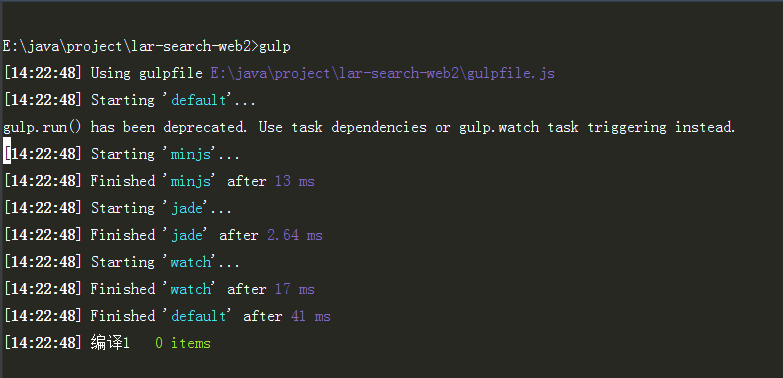 E:\java\project\lar-search-web2>gulp
[14:22:48] Using gulpfile E:\java\project\lar-search-web2\gulpfile.js
[14:22:48] Starting 'default'...
gulp.run() has been deprecated. Use task dependencies or gulp.watch task triggering instead.
[14:22:48] Starting 'minjs'...
[14:22:48] Finished 'minjs' after 13 ms
[14:22:48] Starting 'jade'...
[14:22:48] Finished 'jade' after 2.64 ms
[14:22:48] Starting 'watch'...
[14:22:48] Finished 'watch' after 17 ms
[14:22:48] Finished 'default' after 41 ms
[14:22:48] 编译1 0 items